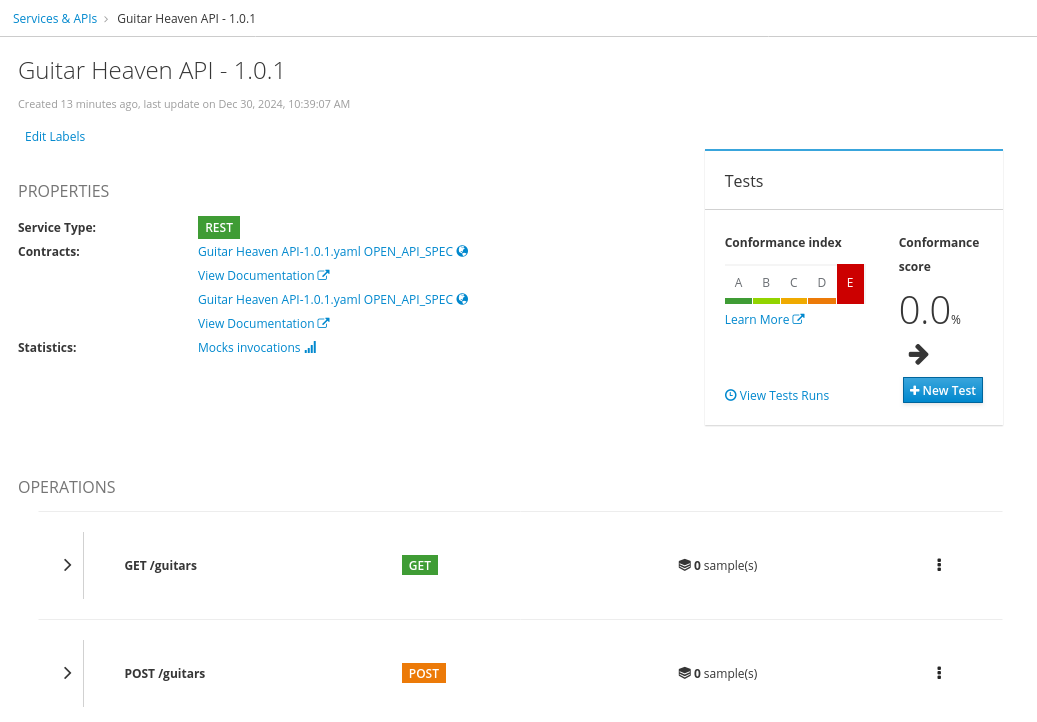 Services & APIs › Guitar Heaven API - 1.0.1
Guitar Heaven API - 1.0.1
Created 13 minutes ago, last update on Dec 30, 2024, 10:39:07 AM
Edit Labels
PROPERTIES
Service Type: REST
Contracts: Guitar Heaven API-1.0.1.yaml OPEN_API_SPEC
View Documentation
Guitar Heaven API-1.0.1.yaml OPEN_API_SPEC
View Documentation
Statistics: Mocks invocations
Tests
Conformance index
A B C D E
Learn More
View Tests Runs
Conformance
score
0.0%
New Test
OPERATIONS
GET /guitars GET 0 sample(s)
POST /guitars POST 0 sample(s)